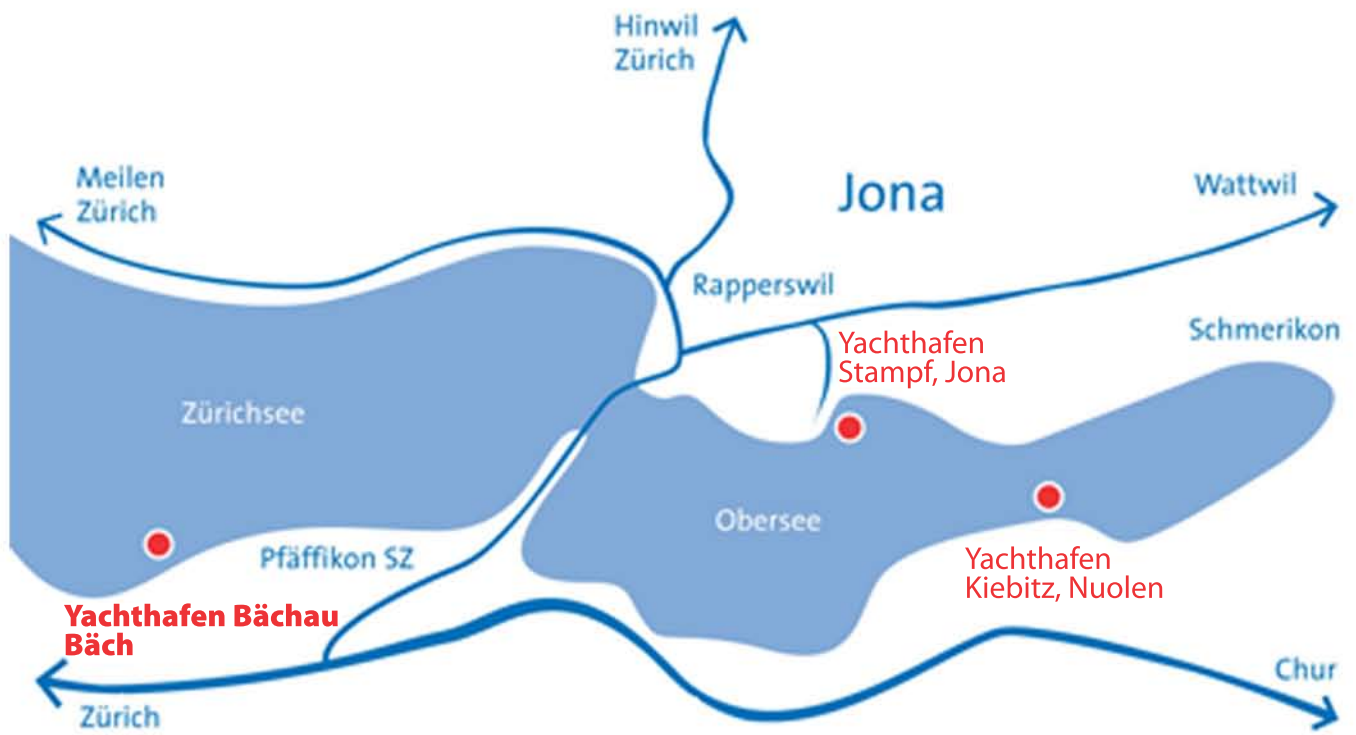 Hinwil
Zürich
Meilen
Zürich
Jona
Wattwil
Rapperswil
Schmerikon
Yachthafen
Stampf, Jona
Zürichsee
Obersee
Pfäffikon SZ
Yachthafen
Kiebitz, Nuolen
Yachthafen Bächau
Bäch
Chur
Zürich